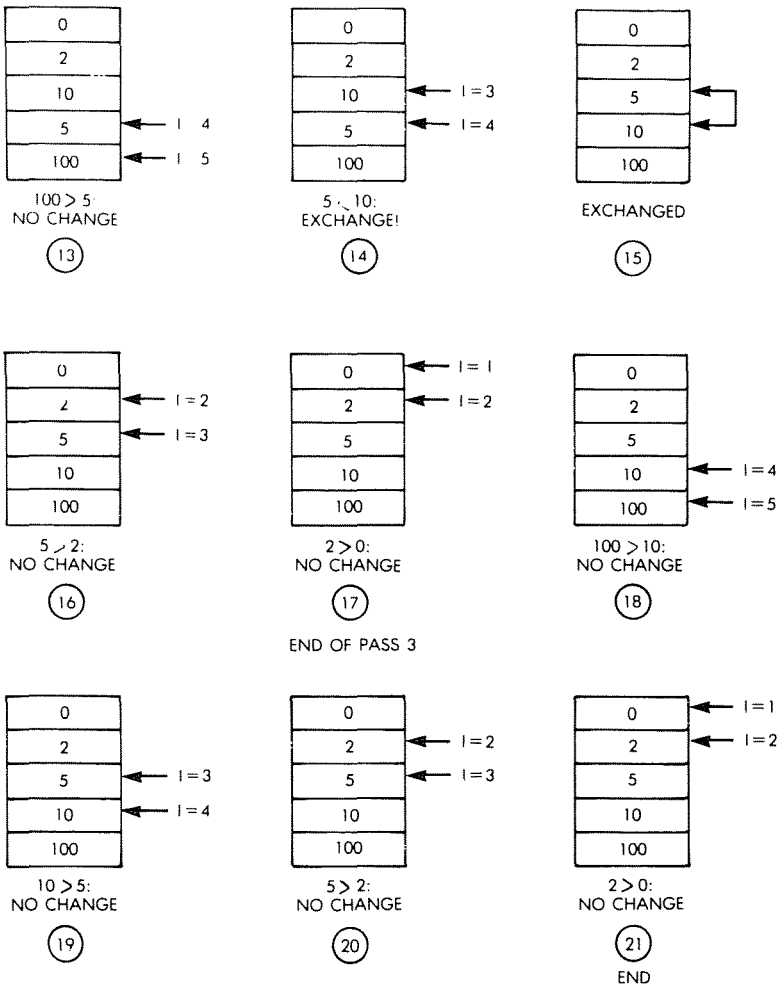 0
2
10
5
100
I 4
I 5
100 > 5
NO CHANGE
13
0
2
10
5
100
I=3
I=4
5 10:
EXCHANGE!
14
0
2
5
10
100
EXCHANGED
15
0
2
5
10
100
I=2
I=3
5 2:
NO CHANGE
16
0
2
5
10
100
I=1
I=2
2 > 0:
NO CHANGE
17
END OF PASS 3
0
2
5
10
100
I=4
I=5
100 > 10:
NO CHANGE
18
0
2
5
10
100
I=3
I=4
10 > 5:
NO CHANGE
19
0
2
5
10
100
I=2
I=3
5 > 2:
NO CHANGE
20
0
2
5
10
100
I=1
I=2
2 > 0:
NO CHANGE
21
END